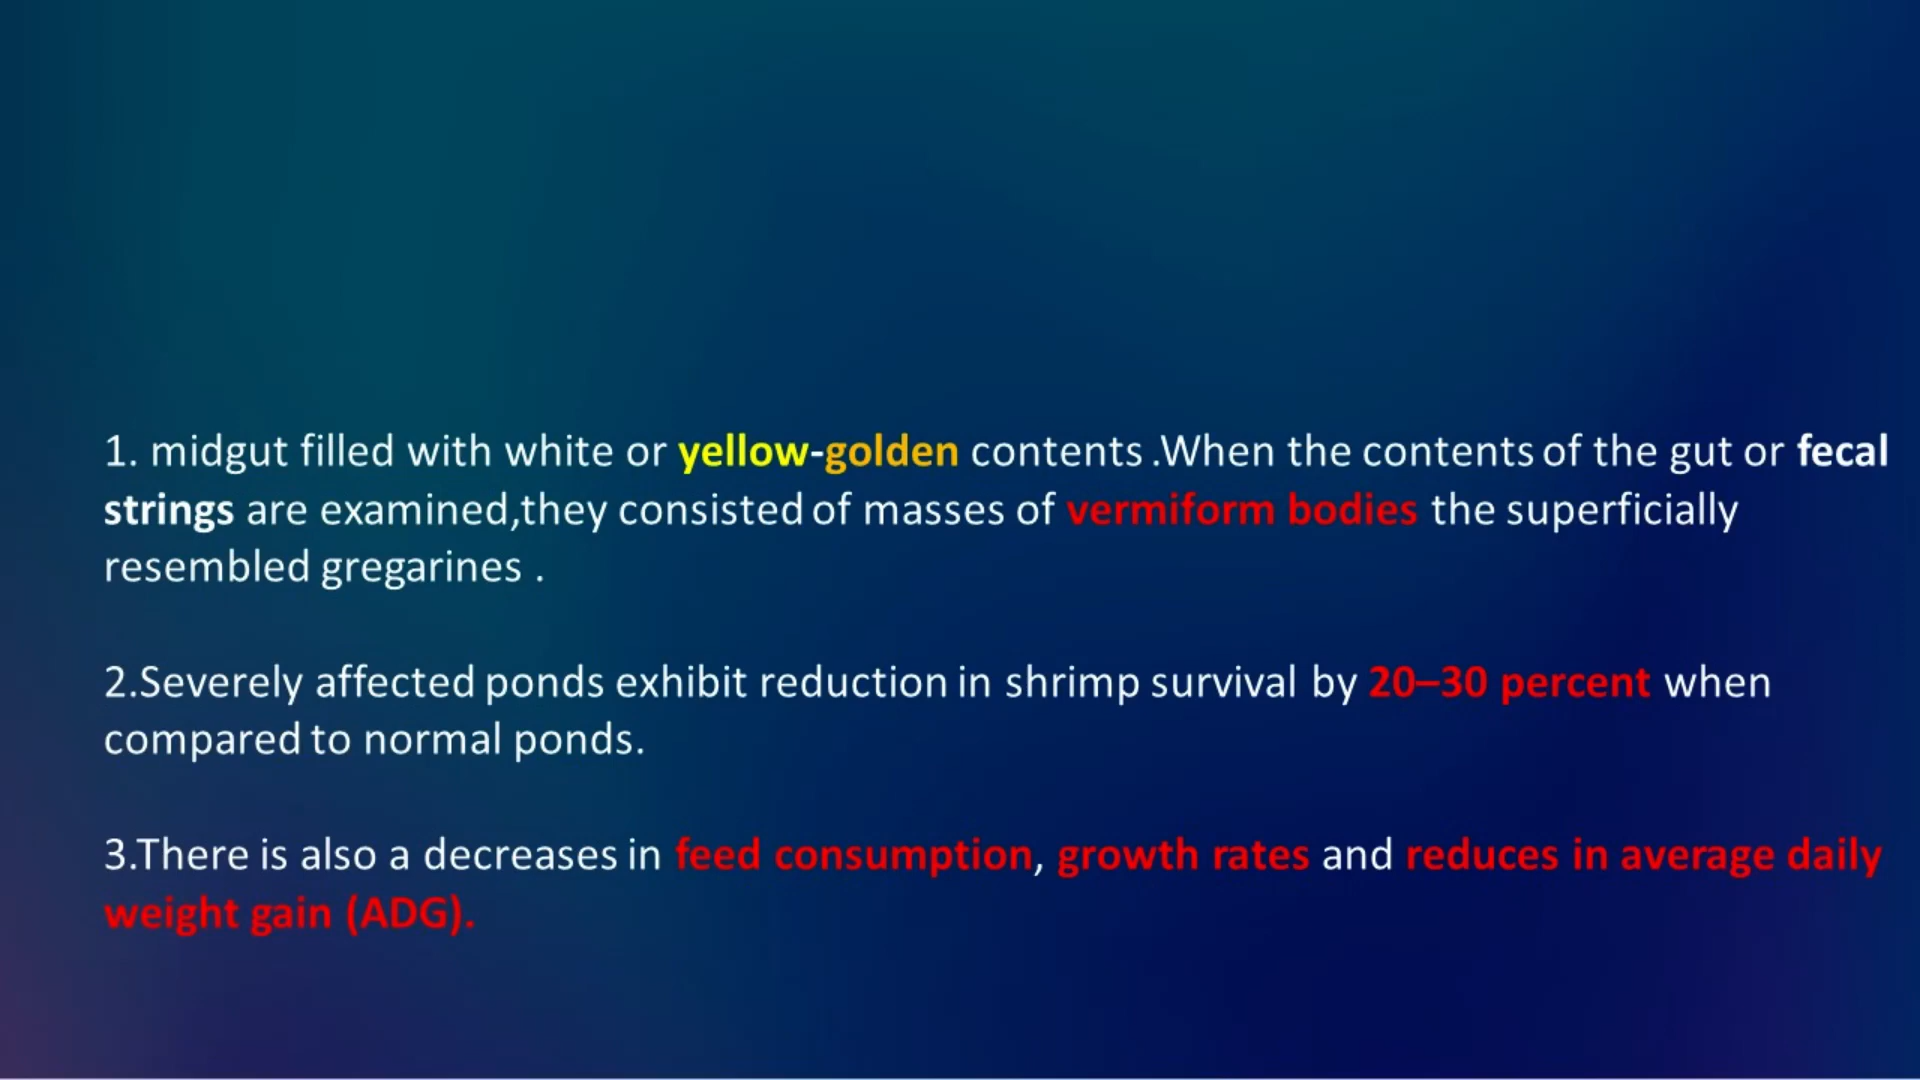 1. midgut filled with white or yellow-golden contents .When the contents of the gut or fecal
strings are examined,they consisted of masses of vermiform bodies the superficially
resembled gregarines .
2.Severely affected ponds exhibit reduction in shrimp survival by 20–30 percent when
compared to normal ponds.
3.There is also a decreases in feed consumption, growth rates and reduces in average daily
weight gain (ADG).